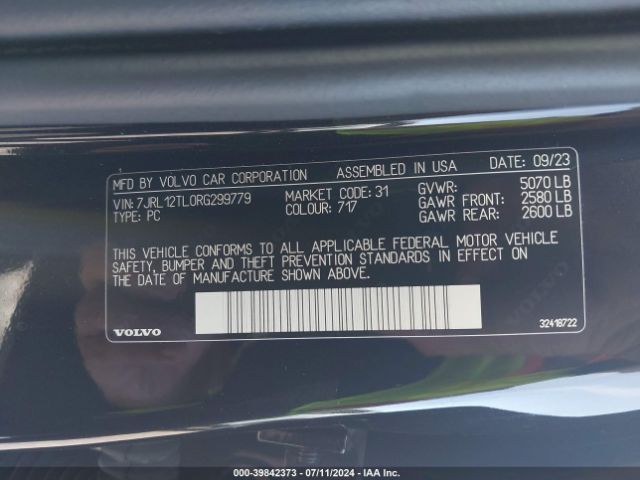 MFD BY VOLVO CAR CORPORATION ASSEMBLED IN USA DATE: 09/23
VIN: 7JRL12TL0RG299779 MARKET CODE: 31 GVWR: 5070 LB
TYPE: PC COLOUR: 717 GAWR FRONT: 2580 LB
GAWR REAR: 2600 LB
THIS VEHICLE CONFORMS TO ALL APPLICABLE FEDERAL MOTOR VEHICLE
SAFETY, BUMPER AND THEFT PREVENTION STANDARDS IN EFFECT ON
THE DATE OF MANUFACTURE SHOWN ABOVE.
VOLVO 32418722
000-39842373 - 07/11/2024 - IAA Inc.